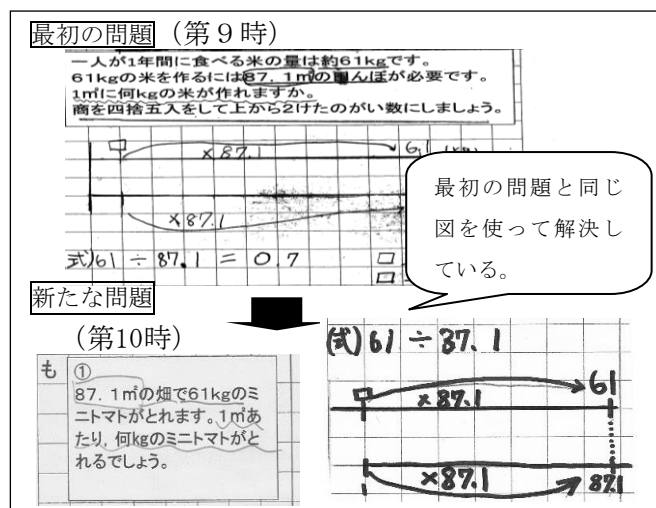 最初の問題（第９時）
一人が1年間に食べる米の量は約61kgです。
61kgの米を作るには87.1㎡の田んぼが必要です。
1㎡に何kgの米が作れますか。
商を四捨五入をして上から2けたのがい数にしましょう。
□ ×87.1 61
×87.1
式)61÷87.1＝0.7
□
□
最初の問題と同じ
図を使って解決し
ている。
新たな問題
（第10時）
も ①
87.1㎡の畑で61kgのミ
ニトマトがとれます。1㎡あ
たり、何kgのミニトマトがと
れるでしょう。
(式) 61÷87.1
□ ×87.1 61
×87.1 87.1